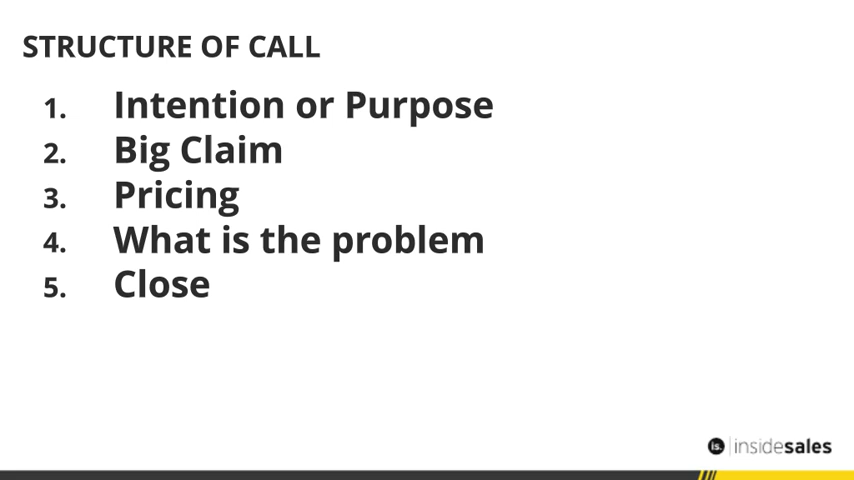 STRUCTURE OF CALL
1. Intention or Purpose
2. Big Claim
3. Pricing
4. What is the problem
5. Close
is. insidesales